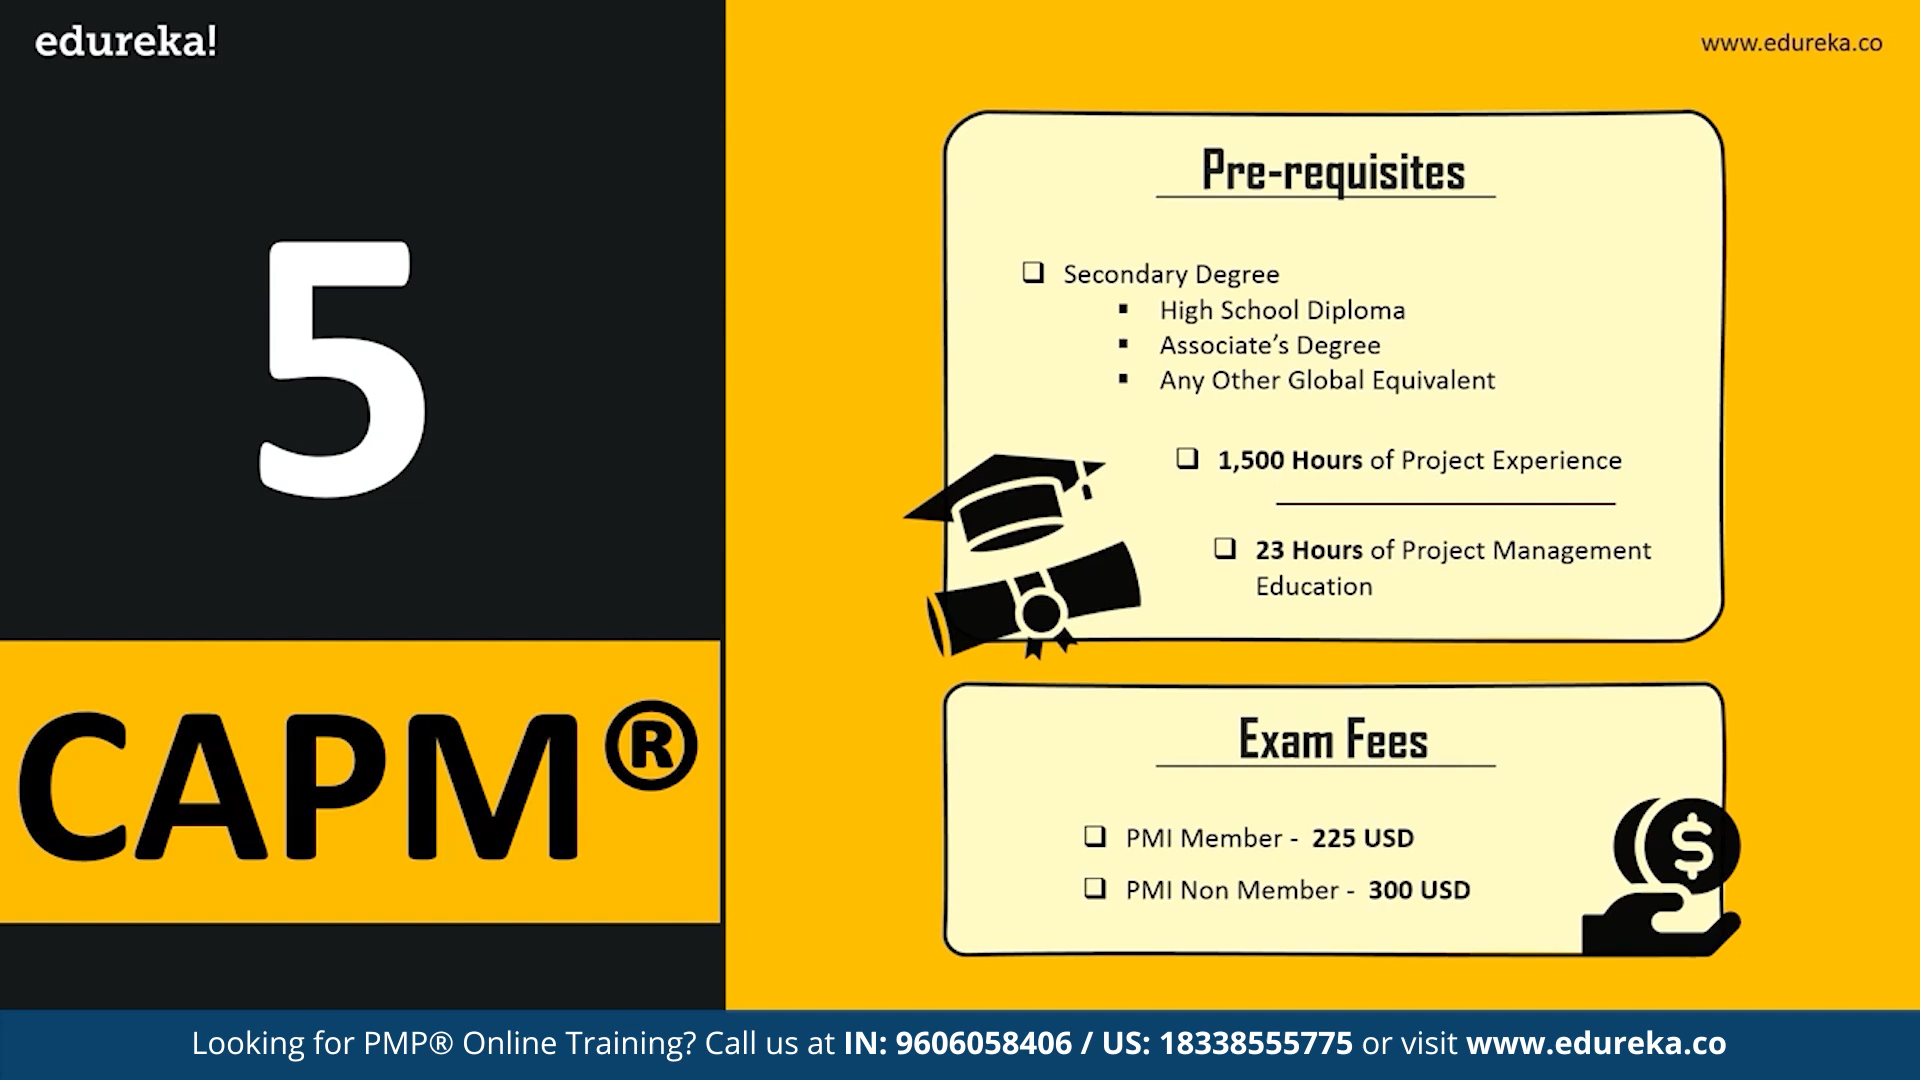 edureka!
www.edureka.co
5
CAPM®
Pre-requisites
❑ Secondary Degree
▪ High School Diploma
▪ Associate’s Degree
▪ Any Other Global Equivalent
❑ 1,500 Hours of Project Experience
❑ 23 Hours of Project Management
Education
Exam Fees
❑ PMI Member - 225 USD
❑ PMI Non Member - 300 USD
$
Looking for PMP® Online Training? Call us at IN: 9606058406 / US: 18338555775 or visit www.edureka.co